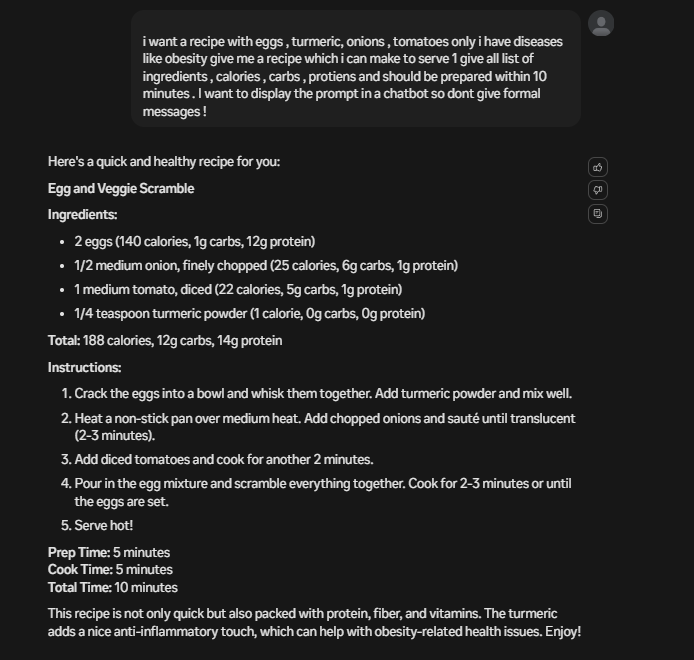 i want a recipe with eggs , turmeric, onions , tomatoes only i have diseases
like obesity give me a recipe which i can make to serve 1 give all list of
ingredients , calories , carbs , protiens and should be prepared within 10
minutes . I want to display the prompt in a chatbot so dont give formal
messages !
Here's a quick and healthy recipe for you:
Egg and Veggie Scramble
Ingredients:
• 2 eggs (140 calories, 1g carbs, 12g protein)
• 1/2 medium onion, finely chopped (25 calories, 6g carbs, 1g protein)
• 1 medium tomato, diced (22 calories, 5g carbs, 1g protein)
• 1/4 teaspoon turmeric powder (1 calorie, 0g carbs, 0g protein)
Total: 188 calories, 12g carbs, 14g protein
Instructions:
1. Crack the eggs into a bowl and whisk them together. Add turmeric powder and mix well.
2. Heat a non-stick pan over medium heat. Add chopped onions and sauté until translucent
(2-3 minutes).
3. Add diced tomatoes and cook for another 2 minutes.
4. Pour in the egg mixture and scramble everything together. Cook for 2-3 minutes or until
the eggs are set.
5. Serve hot!
Prep Time: 5 minutes
Cook Time: 5 minutes
Total Time: 10 minutes
This recipe is not only quick but also packed with protein, fiber, and vitamins. The turmeric
adds a nice anti-inflammatory touch, which can help with obesity-related health issues. Enjoy!